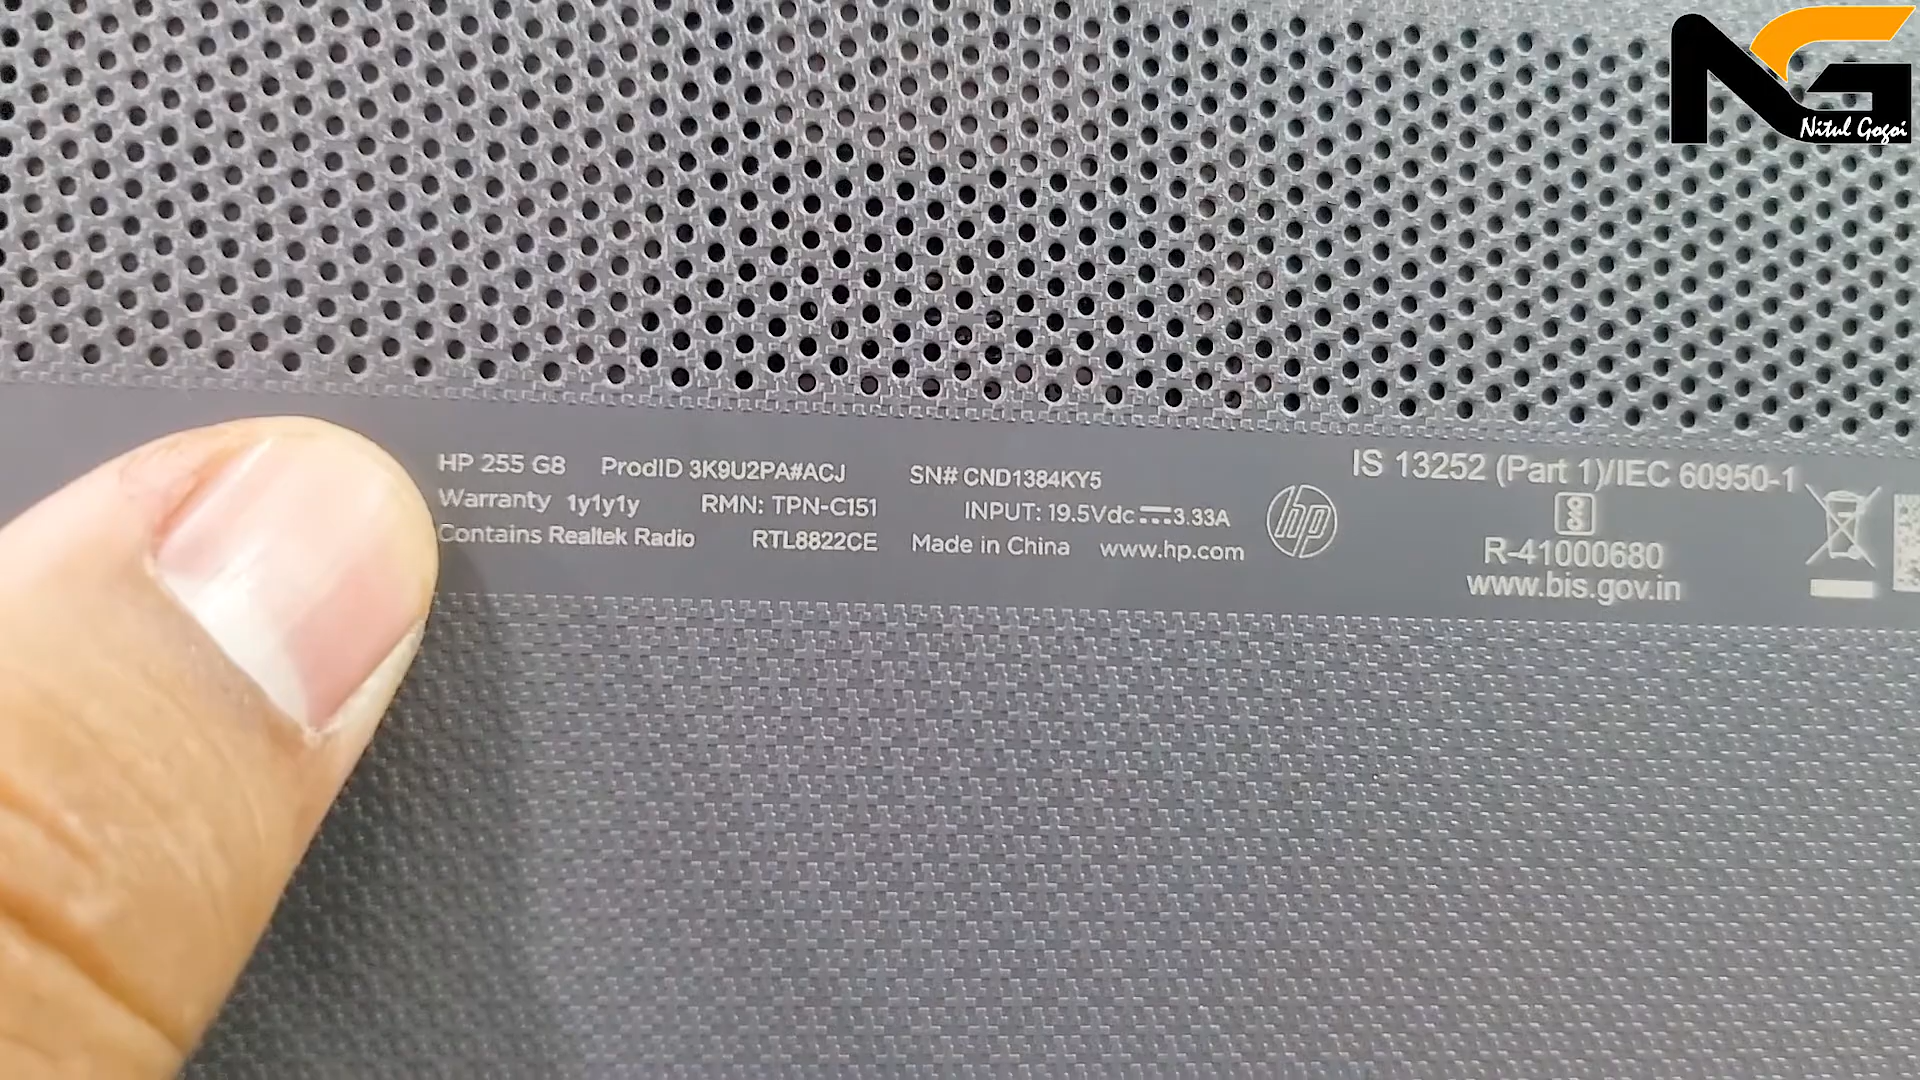 NG
Nitul Gogoi
HP 255 G8 ProdID 3K9U2PA#ACJ SN# CND1384KY5
Warranty 1y1y1y RMN: TPN-C151 INPUT: 19.5Vdc 3.33A
Contains Realtek Radio RTL8822CE Made in China www.hp.com
hp
IS 13252 (Part 1)/IEC 60950-1
R-41000680
www.bis.gov.in